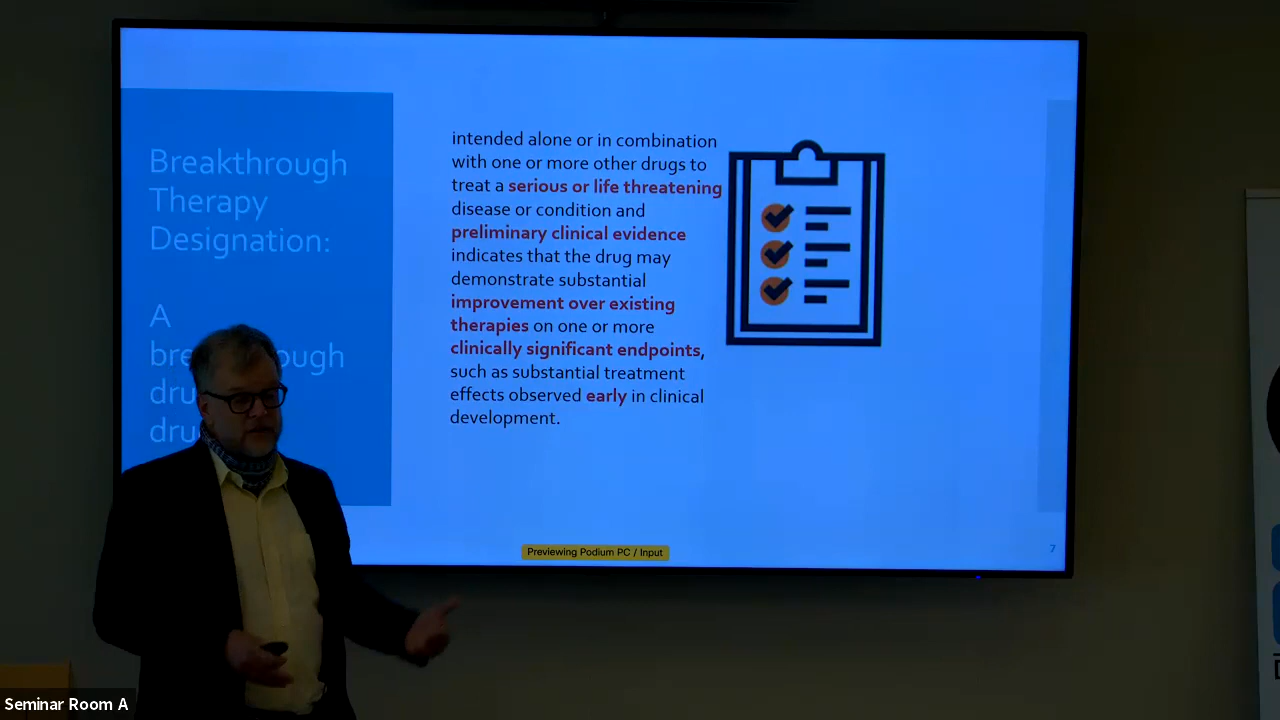 Breakthrough
Therapy
Designation:
A
intended alone or in combination
with one or more other drugs to
treat a serious or life threatening
disease or condition and
preliminary clinical evidence
indicates that the drug may
demonstrate substantial
improvement over existing
therapies on one or more
clinically significant endpoints,
such as substantial treatment
effects observed early in clinical
development.
Previewing Podium PC / Input
7
Seminar Room A